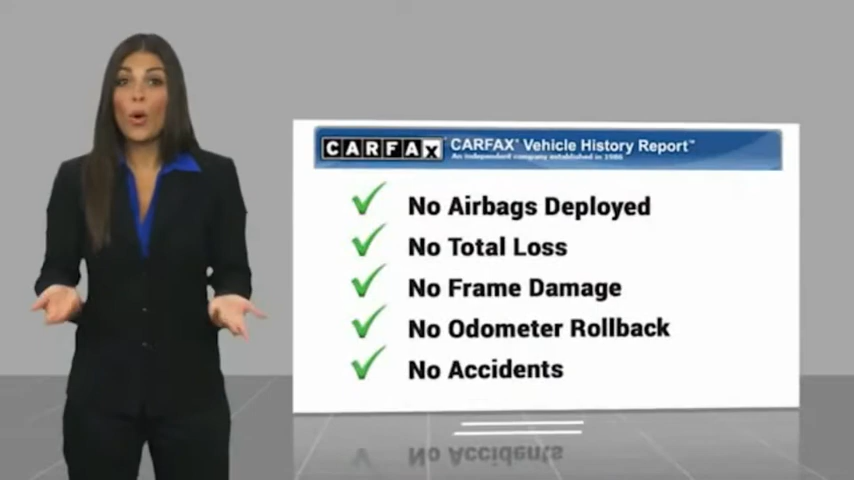 CARFAX CARFAX® Vehicle History Report™
An independent company established in 1986
No Airbags Deployed
No Total Loss
No Frame Damage
No Odometer Rollback
No Accidents
No Accidents